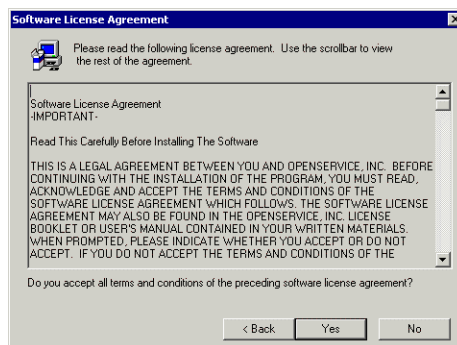 Software License Agreement
Please read the following license agreement. Use the scrollbar to view
the rest of the agreement.
Software License Agreement
-IMPORTANT-
Read This Carefully Before Installing The Software
THIS IS A LEGAL AGREEMENT BETWEEN YOU AND OPENSERVICE, INC. BEFORE
CONTINUING WITH THE INSTALLATION OF THE PROGRAM, YOU MUST READ,
ACKNOWLEDGE AND ACCEPT THE TERMS AND CONDITIONS OF THE
SOFTWARE LICENSE AGREEMENT WHICH FOLLOWS. THE SOFTWARE LICENSE
AGREEMENT MAY ALSO BE FOUND IN THE OPENSERVICE, INC. LICENSE
BOOKLET OR USER'S MANUAL CONTAINED IN YOUR WRITTEN MATERIALS.
WHEN PROMPTED, PLEASE INDICATE WHETHER YOU ACCEPT OR DO NOT
ACCEPT. IF YOU DO NOT ACCEPT THE TERMS AND CONDITIONS OF THE
Do you accept all terms and conditions of the preceding software license agreement?
< Back Yes No